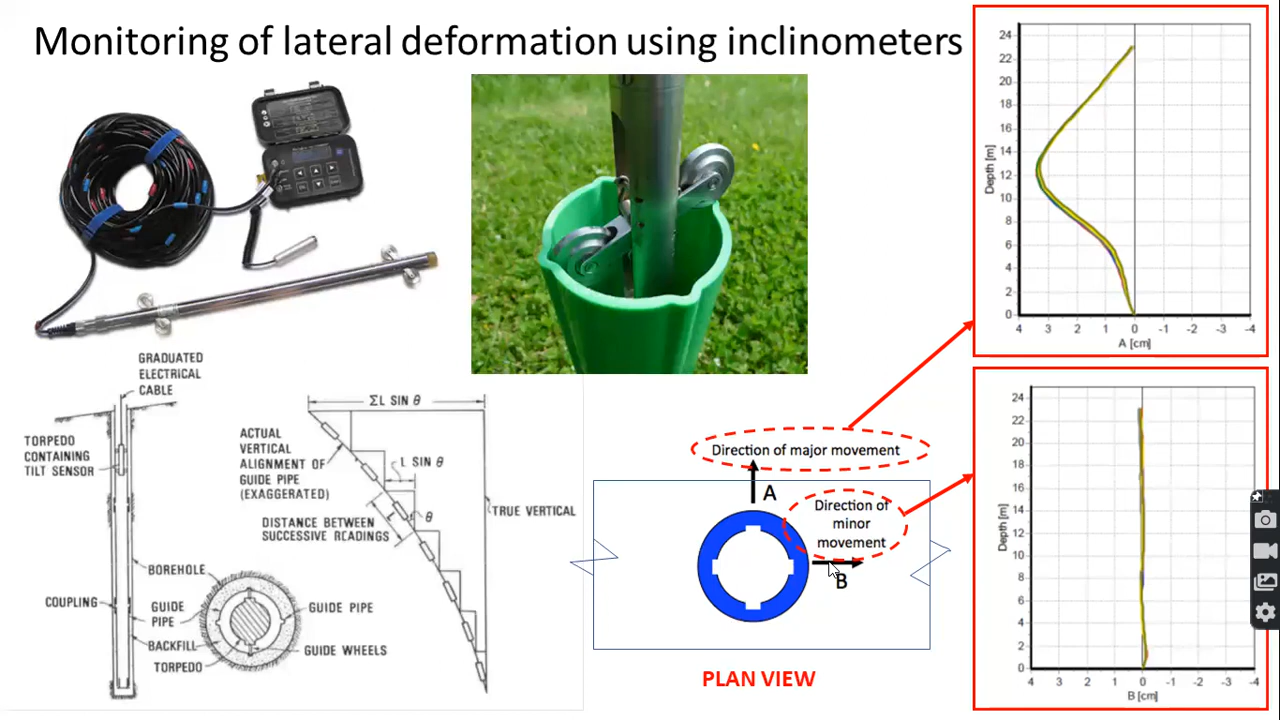 Monitoring of lateral deformation using inclinometers
GRADUATED
ELECTRICAL
CABLE
TORPEDO
CONTAINING
TILT SENSOR
BOREHOLE
COUPLING
GUIDE
PIPE
BACKFILL
TORPEDO
GUIDE PIPE
GUIDE WHEELS
ΣL SIN θ
ACTUAL
VERTICAL
ALIGNMENT OF
GUIDE PIPE
(EXAGGERATED)
L SIN θ
θ
DISTANCE BETWEEN
SUCCESSIVE READINGS
TRUE VERTICAL
Direction of major movement
A
Direction of
minor
movement
B
PLAN VIEW
24
22
20
18
16
14
12
10
8
6
4
2
0
Depth [m]
4 3 2 1 0 -1 -2 -3 -4
A [cm]
24
22
20
18
16
14
12
10
8
6
4
2
0
Depth [m]
4 3 2 1 0 -1 -2 -3 -4
B [cm]